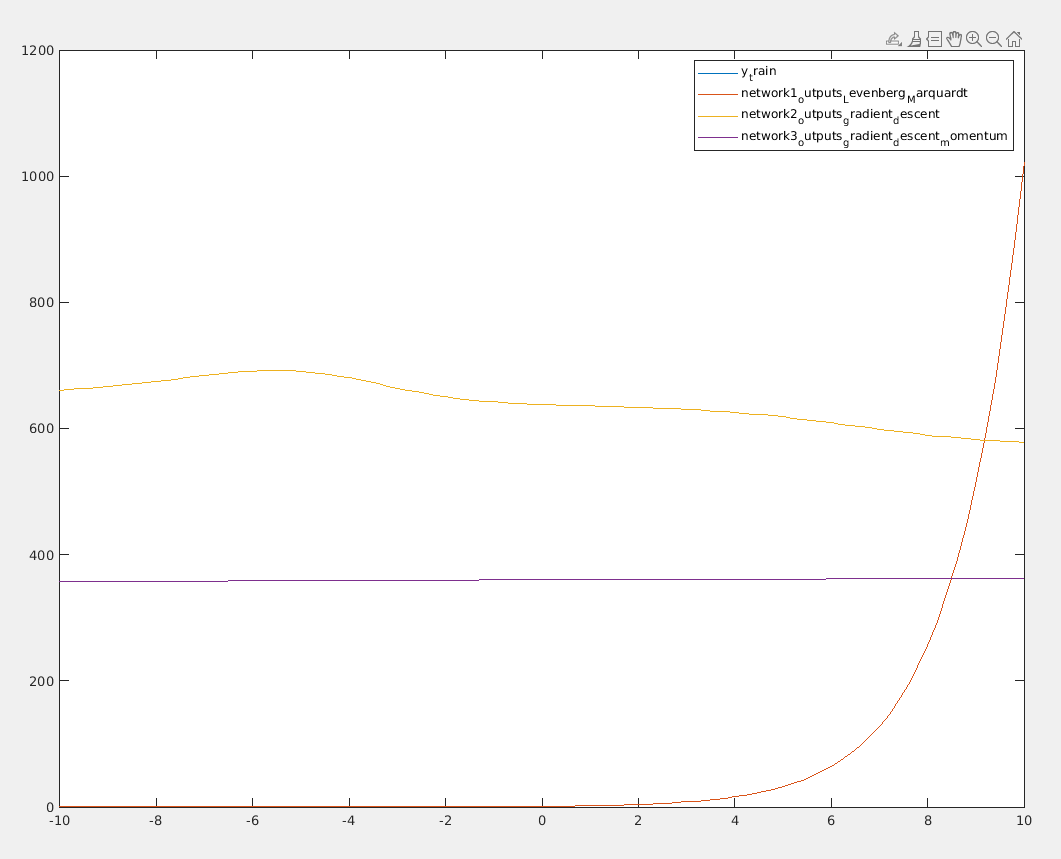 1200
1000
800
600
400
200
0
-10 -8 -6 -4 -2 0 2 4 6 8 10
y_train
network1_outputs_Levenberg_Marquardt
network2_outputs_gradient_descent
network3_outputs_gradient_descent_momentum